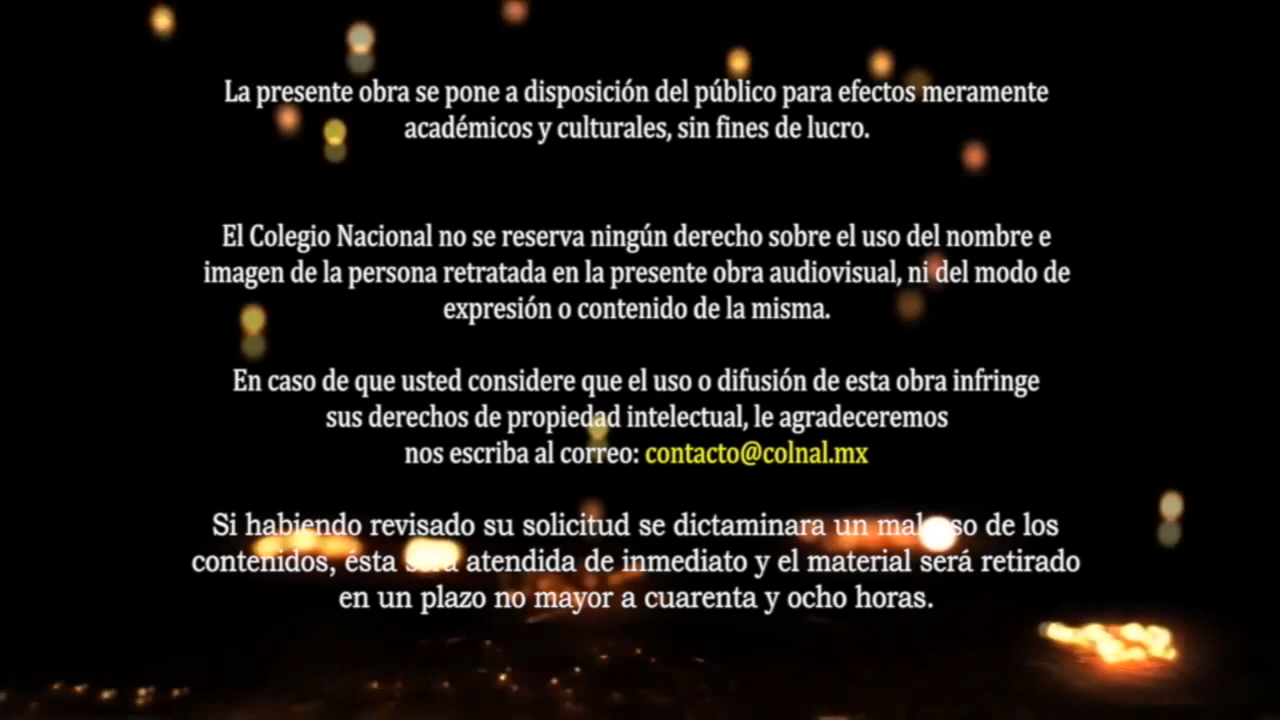 La presente obra se pone a disposición del público para efectos meramente
académicos y culturales, sin fines de lucro.
El Colegio Nacional no se reserva ningún derecho sobre el uso del nombre e
imagen de la persona retratada en la presente obra audiovisual, ni del modo de
expresión o contenido de la misma.
En caso de que usted considere que el uso o difusión de esta obra infringe
sus derechos de propiedad intelectual, le agradeceremos
nos escriba al correo: contacto@colnal.mx
Si habiendo revisado su solicitud se dictaminara un mal uso de los
contenidos, ésta será atendida de inmediato y el material será retirado
en un plazo no mayor a cuarenta y ocho horas.